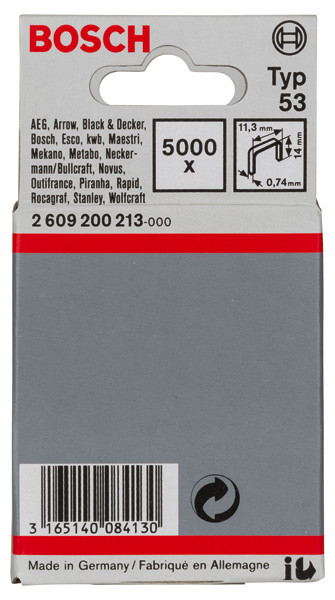 BOSCH
Typ
53
AEG, Arrow, Black & Decker,
Bosch, Esco, kwb, Maestri,
Mekano, Metabo, Necker-
mann/Bullcraft, Novus,
Outifrance, Piranha, Rapid,
Rocagraf, Stanley, Wolfcraft
5000
x
11,3 mm
14 mm
0,74mm
2 609 200 213-000
3 165140 084130
Made in Germany / Fabriqué en Allemagne